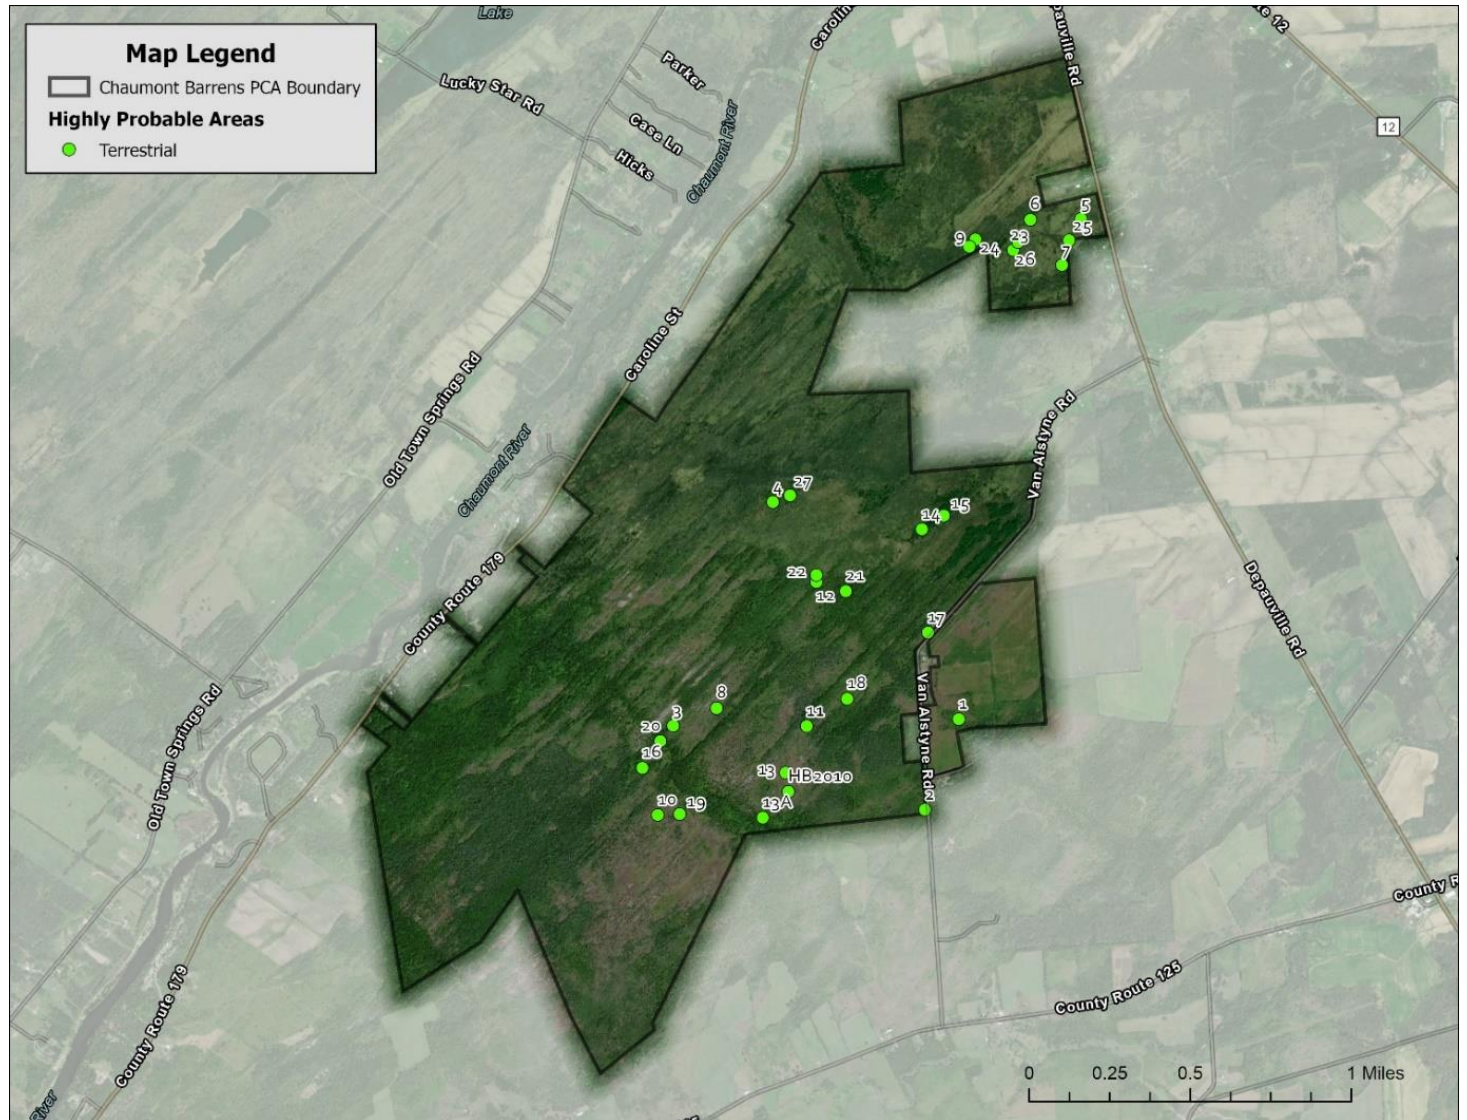 Lake
Map Legend
Chaumont Barrens PCA Boundary
Highly Probable Areas
Terrestrial
Lucky Star Rd
Parker
Case Ln
Hicks
Chaumont River
Depauville Rd
12
6
5
9
24
23
26
25
7
Caroline St
Old Town Springs Rd
Chaumont River
Van Alstyne Rd
4
27
14
15
22
12
21
County Route 179
Depauville Rd
17
18
8
3
11
1
20
16
Van Alstyne Rd
Old Town Springs Rd
13
HB2010
10
19
13A
2
County Route 179
County Route 125
River
0 0.25 0.5 1 Miles